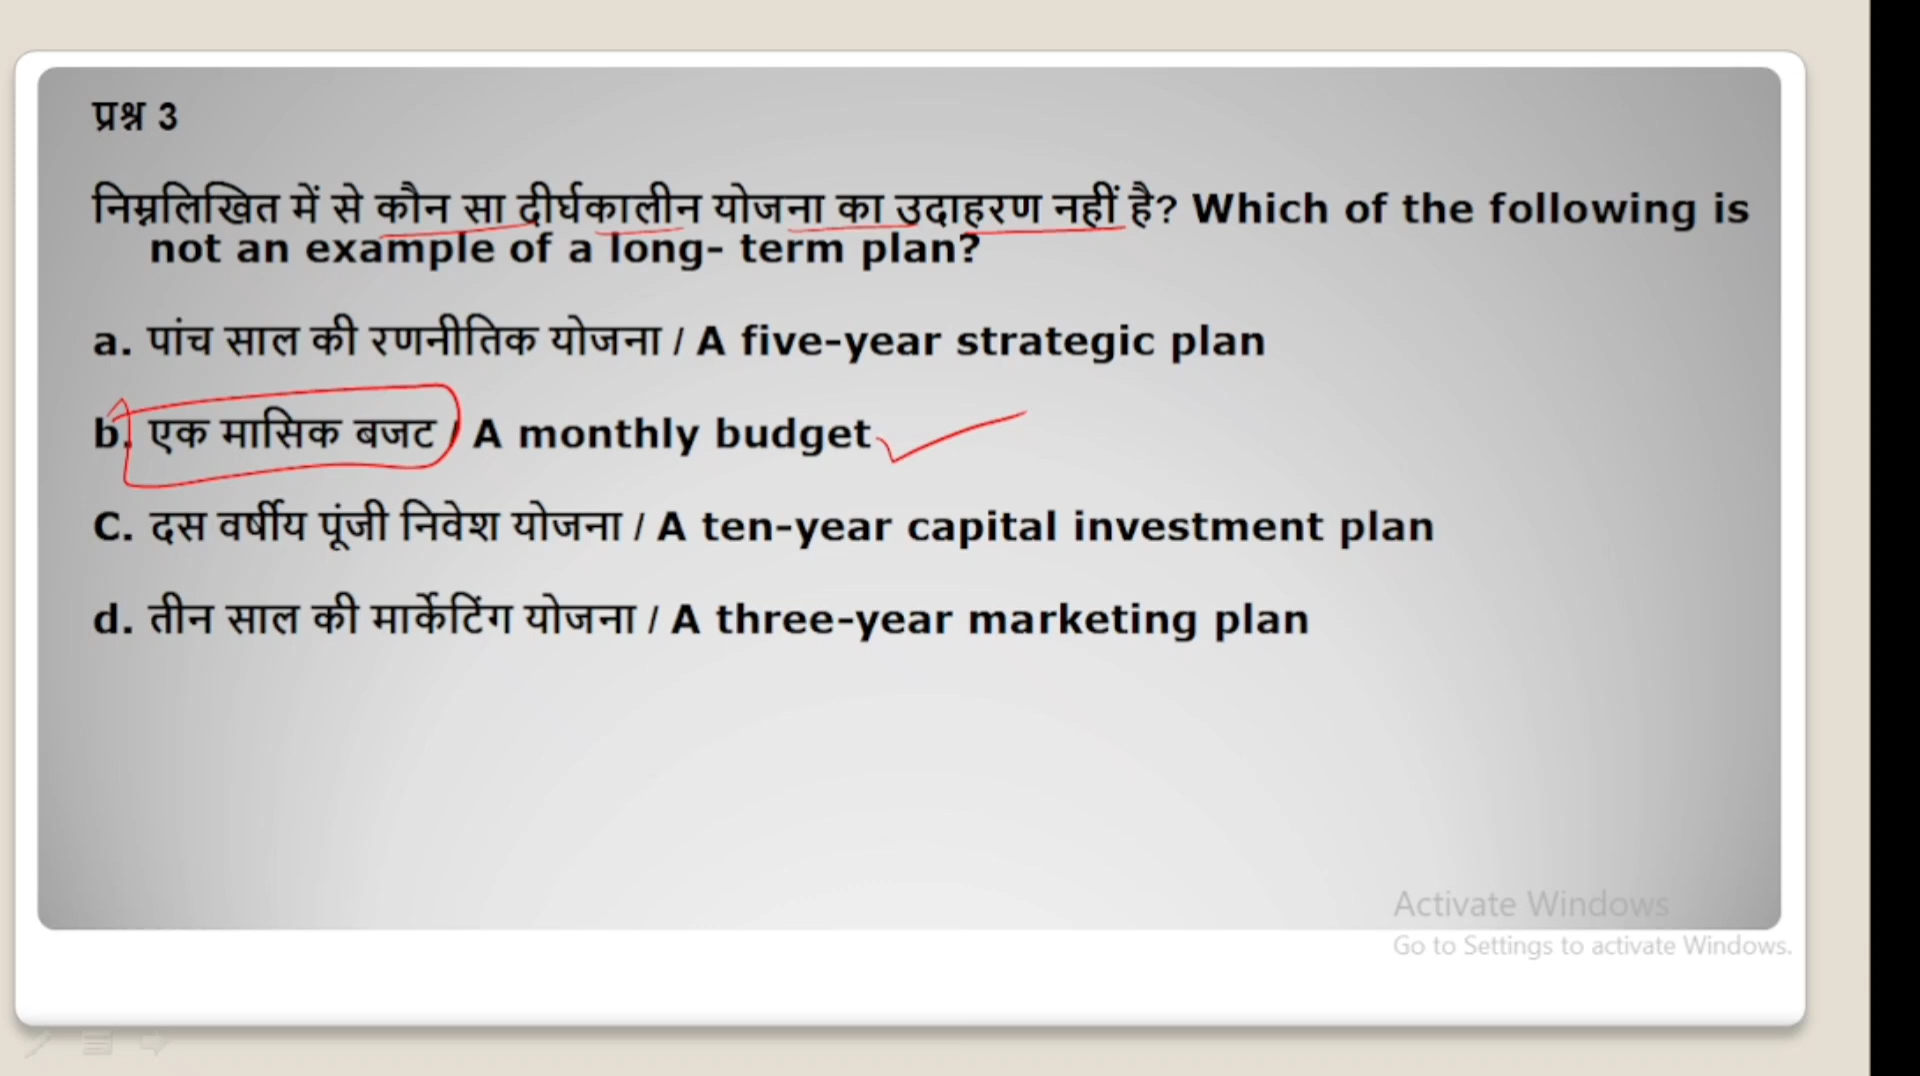 प्रश्न 3
निम्नलिखित में से कौन सा दीर्घकालीन योजना का उदाहरण नहीं है? Which of the following is
not an example of a long- term plan?
a. पांच साल की रणनीतिक योजना / A five-year strategic plan
b. एक मासिक बजट / A monthly budget
C. दस वर्षीय पूंजी निवेश योजना / A ten-year capital investment plan
d. तीन साल की मार्केटिंग योजना / A three-year marketing plan
Activate Windows
Go to Settings to activate Windows.